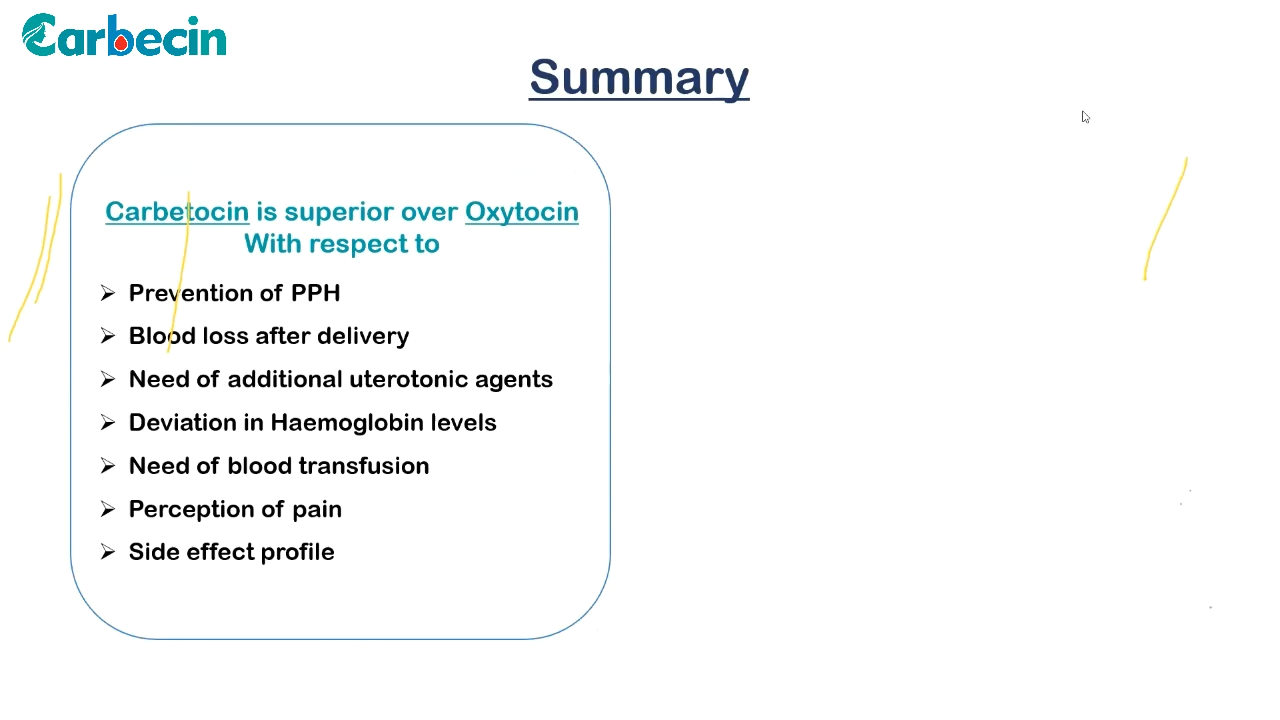 Carbecin
Summary
Carbetocin is superior over Oxytocin
With respect to
Prevention of PPH
Blood loss after delivery
Need of additional uterotonic agents
Deviation in Haemoglobin levels
Need of blood transfusion
Perception of pain
Side effect profile